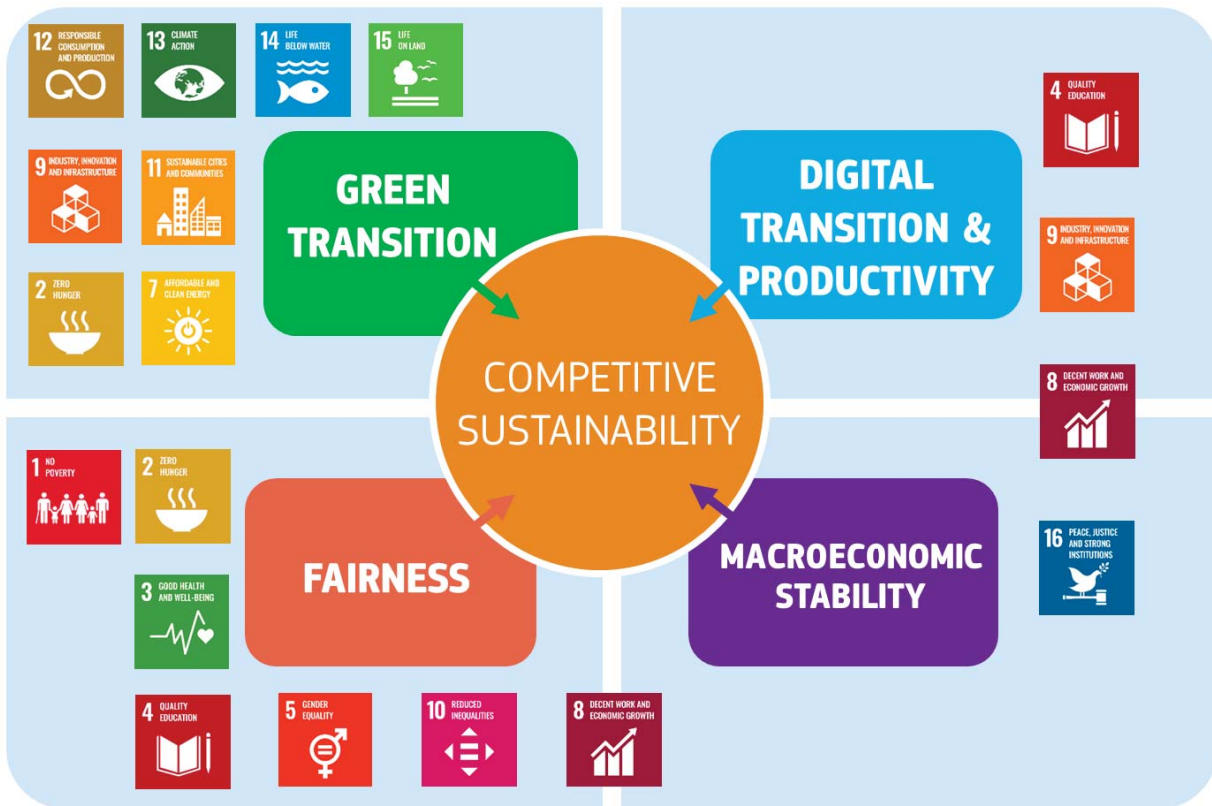 12 RESPONSIBLE
CONSUMPTION
AND PRODUCTION
13 CLIMATE
ACTION
14 LIFE
BELOW WATER
15 LIFE
ON LAND
9 INDUSTRY, INNOVATION
AND INFRASTRUCTURE
11 SUSTAINABLE CITIES
AND COMMUNITIES
2 ZERO
HUNGER
7 AFFORDABLE AND
CLEAN ENERGY
GREEN
TRANSITION
DIGITAL
TRANSITION &
PRODUCTIVITY
4 QUALITY
EDUCATION
9 INDUSTRY, INNOVATION
AND INFRASTRUCTURE
8 DECENT WORK AND
ECONOMIC GROWTH
COMPETITIVE
SUSTAINABILITY
1 NO
POVERTY
2 ZERO
HUNGER
3 GOOD HEALTH
AND WELL-BEING
4 QUALITY
EDUCATION
5 GENDER
EQUALITY
10 REDUCED
INEQUALITIES
8 DECENT WORK AND
ECONOMIC GROWTH
FAIRNESS
MACROECONOMIC
STABILITY
16 PEACE, JUSTICE
AND STRONG
INSTITUTIONS